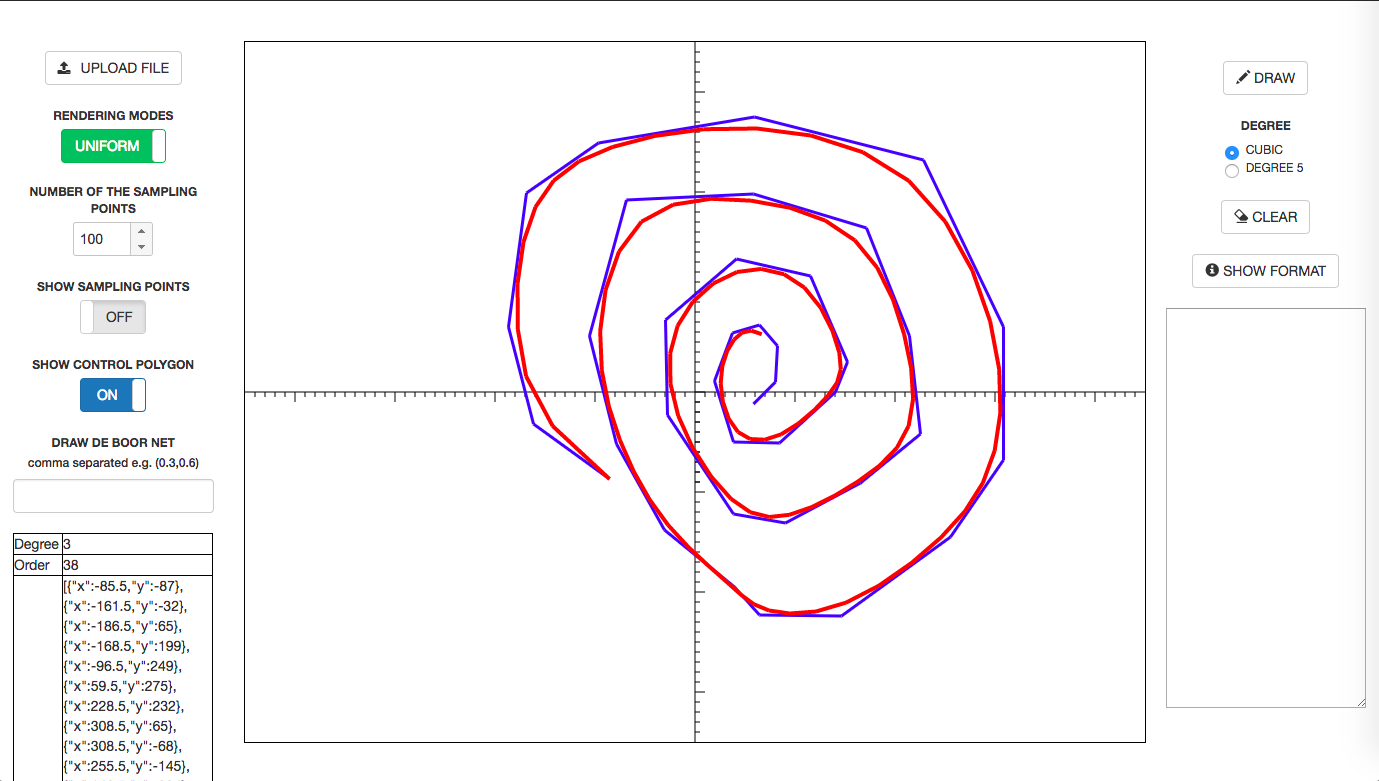 UPLOAD FILE
RENDERING MODES
UNIFORM
NUMBER OF THE SAMPLING
POINTS
100
SHOW SAMPLING POINTS
OFF
SHOW CONTROL POLYGON
ON
DRAW DE BOOR NET
comma separated e.g. (0.3,0.6)
Degree 3
Order 38
[{"x":-85.5,"y":-87},
{"x":-161.5,"y":-32},
{"x":-186.5,"y":65},
{"x":-168.5,"y":199},
{"x":-96.5,"y":249},
{"x":59.5,"y":275},
{"x":228.5,"y":232},
{"x":308.5,"y":65},
{"x":308.5,"y":-68},
{"x":255.5,"y":-145},
DRAW
DEGREE
CUBIC
DEGREE 5
CLEAR
SHOW FORMAT